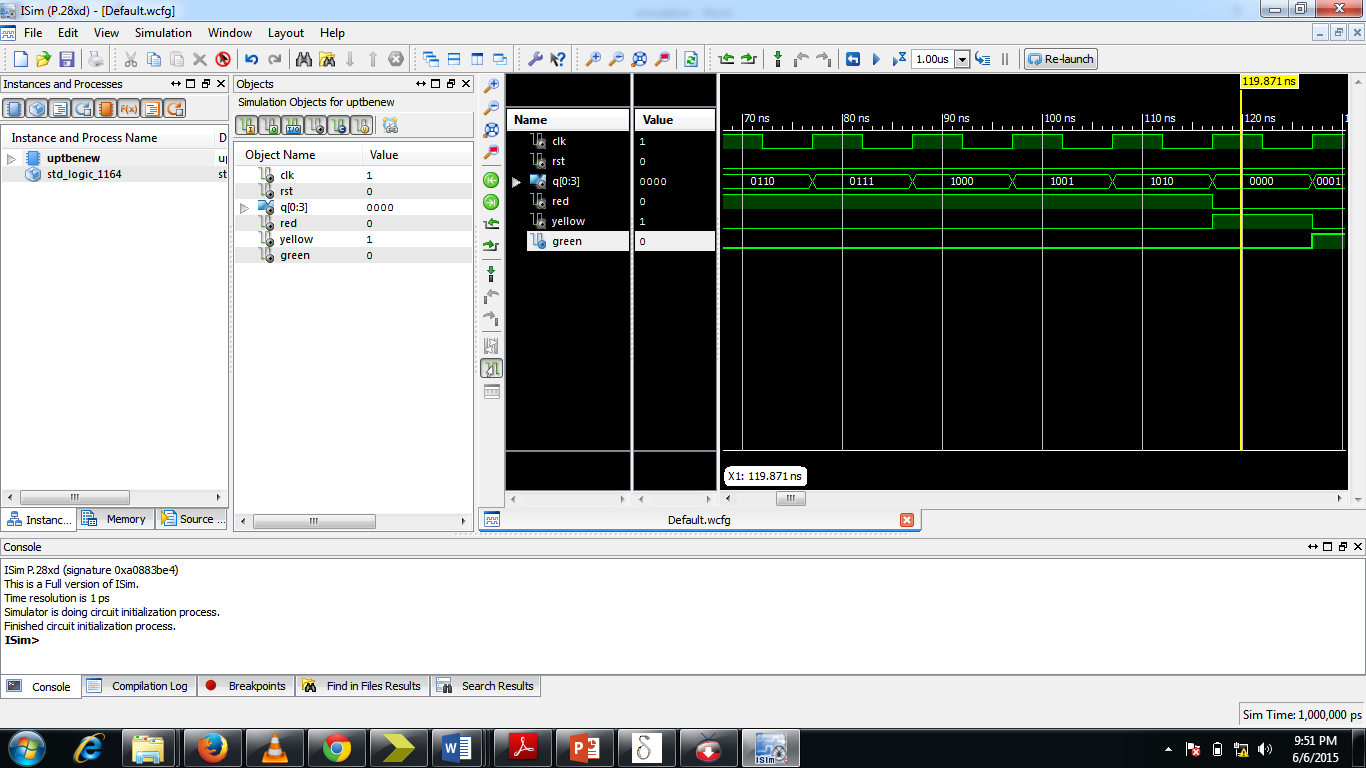 ISim (P.28xd) - [Default.wcfg]
File Edit View Simulation Window Layout Help
1.00us Re-launch
Instances and Processes
Instance and Process Name D
uptbenew up
std_logic_1164 st
Instanc... Memory Source ...
Objects
Simulation Objects for uptbenew
Object Name Value
clk 1
rst 0
q[0:3] 0000
red 0
yellow 1
green 0
119.871 ns
Name Value
70 ns 80 ns 90 ns 100 ns 110 ns 120 ns 1
clk 1
rst 0
q[0:3] 0000 0110 0111 1000 1001 1010 0000 0001
red 0
yellow 1
green 0
X1: 119.871 ns
Default.wcfg
Console
ISim P.28xd (signature 0xa0883be4)
This is a Full version of ISim.
Time resolution is 1 ps
Simulator is doing circuit initialization process.
Finished circuit initialization process.
ISim>
Console Compilation Log Breakpoints Find in Files Results Search Results
Sim Time: 1,000,000 ps
ISim
9:51 PM
6/6/2015